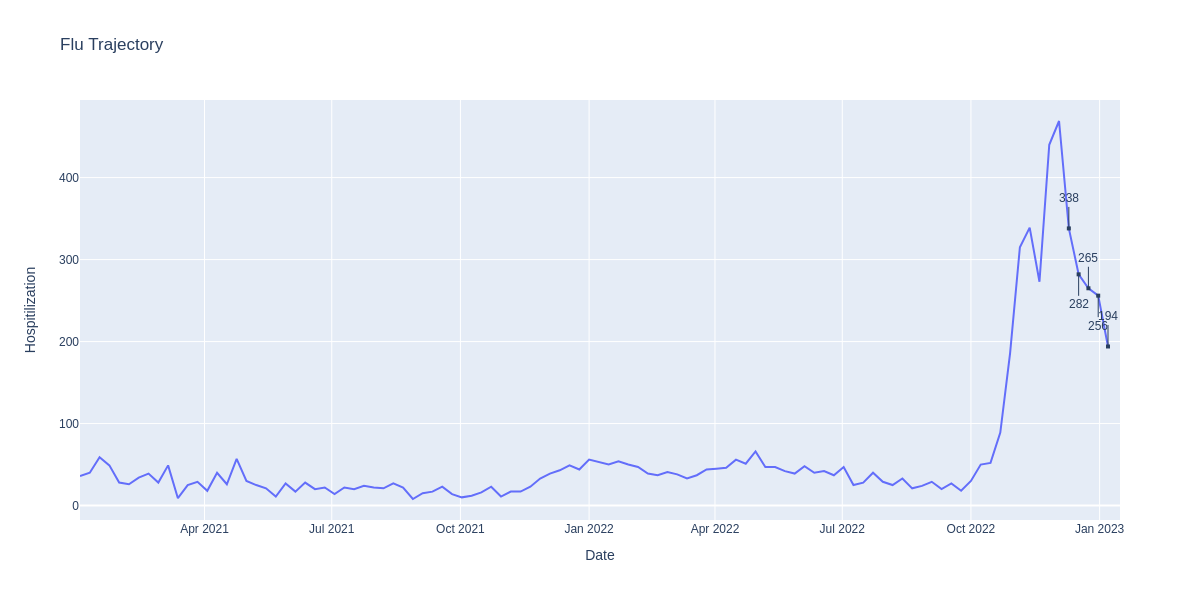 Flu Trajectory
Hospitilization
400
300
200
100
0
338
265
282
194
256
Apr 2021
Jul 2021
Oct 2021
Jan 2022
Apr 2022
Jul 2022
Oct 2022
Jan 2023
Date